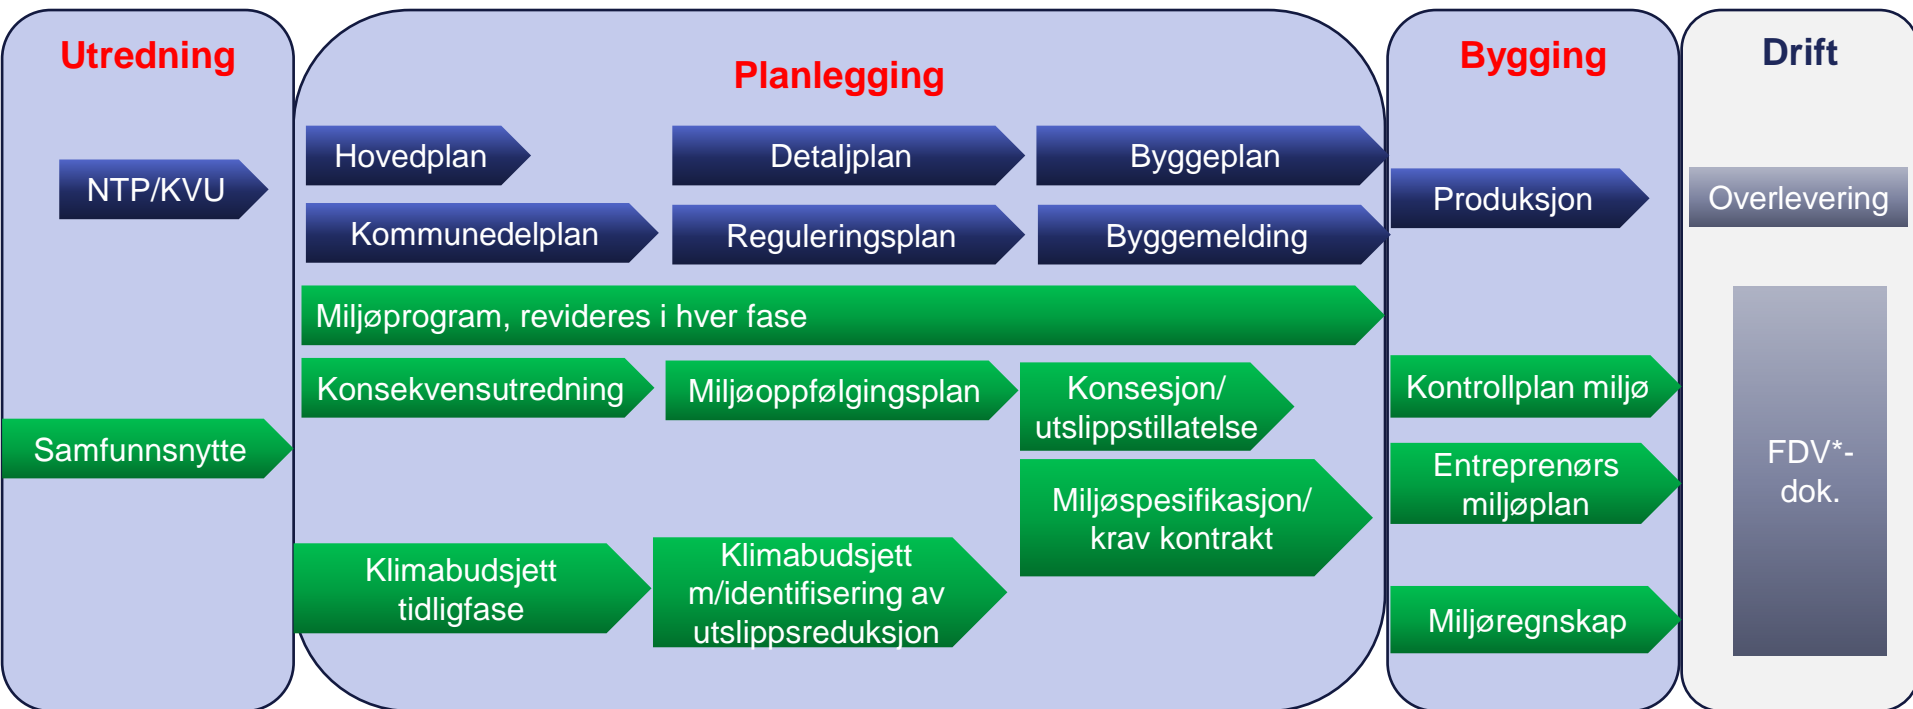 Utredning
Planlegging
Bygging
Drift
NTP/KVU
Hovedplan
Detaljplan
Byggeplan
Kommunedelplan
Reguleringsplan
Byggemelding
Produksjon
Overlevering
Miljøprogram, revideres i hver fase
Samfunnsnytte
Konsekvensutredning
Miljøoppfølgingsplan
Konsesjon/
utslippstillatelse
Miljøspesifikasjon/
krav kontrakt
Klimabudsjett
tidligfase
Klimabudsjett
m/identifisering av
utslippsreduksjon
Kontrollplan miljø
Entreprenørs
miljøplan
Miljøregnskap
FDV*-
dok.